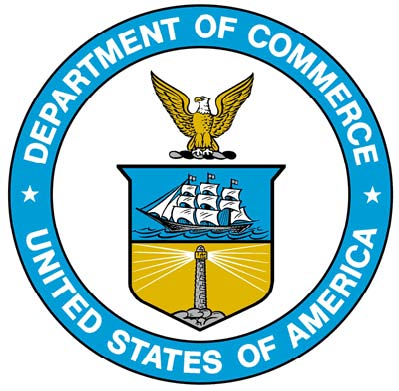 DEPARTMENT OF COMMERCE
UNITED STATES OF AMERICA